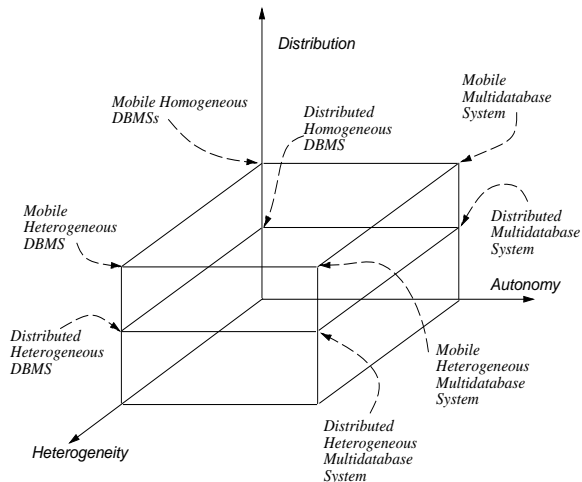 Distribution
Mobile Homogeneous
DBMSs
Distributed
Homogeneous
DBMS
Mobile
Multidatabase
System
Mobile
Heterogeneous
DBMS
Distributed
Multidatabase
System
Autonomy
Distributed
Heterogeneous
DBMS
Mobile
Heterogeneous
Multidatabase
System
Distributed
Heterogeneous
Multidatabase
System
Heterogeneity